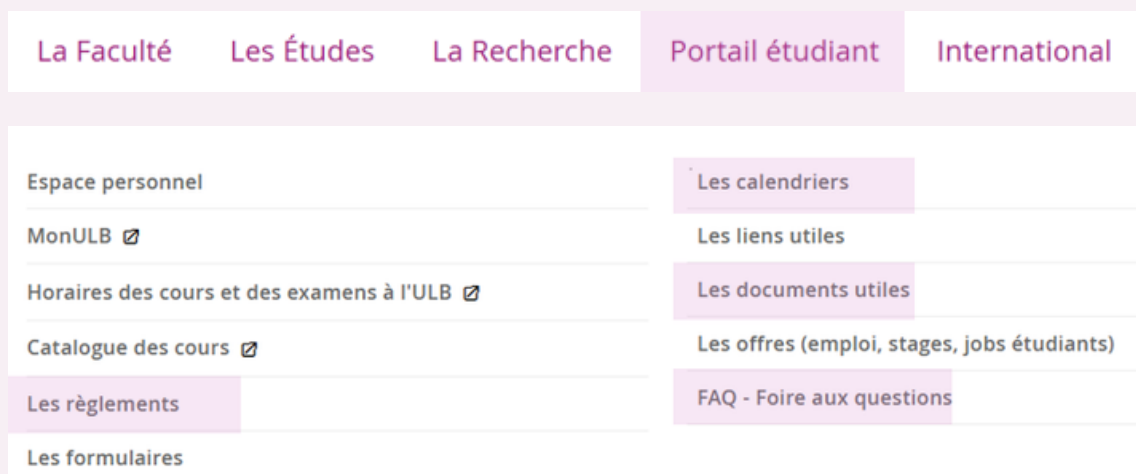 La Faculté Les Études La Recherche Portail étudiant International
Espace personnel
MonULB
Horaires des cours et des examens à l'ULB
Catalogue des cours
Les règlements
Les formulaires
Les calendriers
Les liens utiles
Les documents utiles
Les offres (emploi, stages, jobs étudiants)
FAQ - Foire aux questions